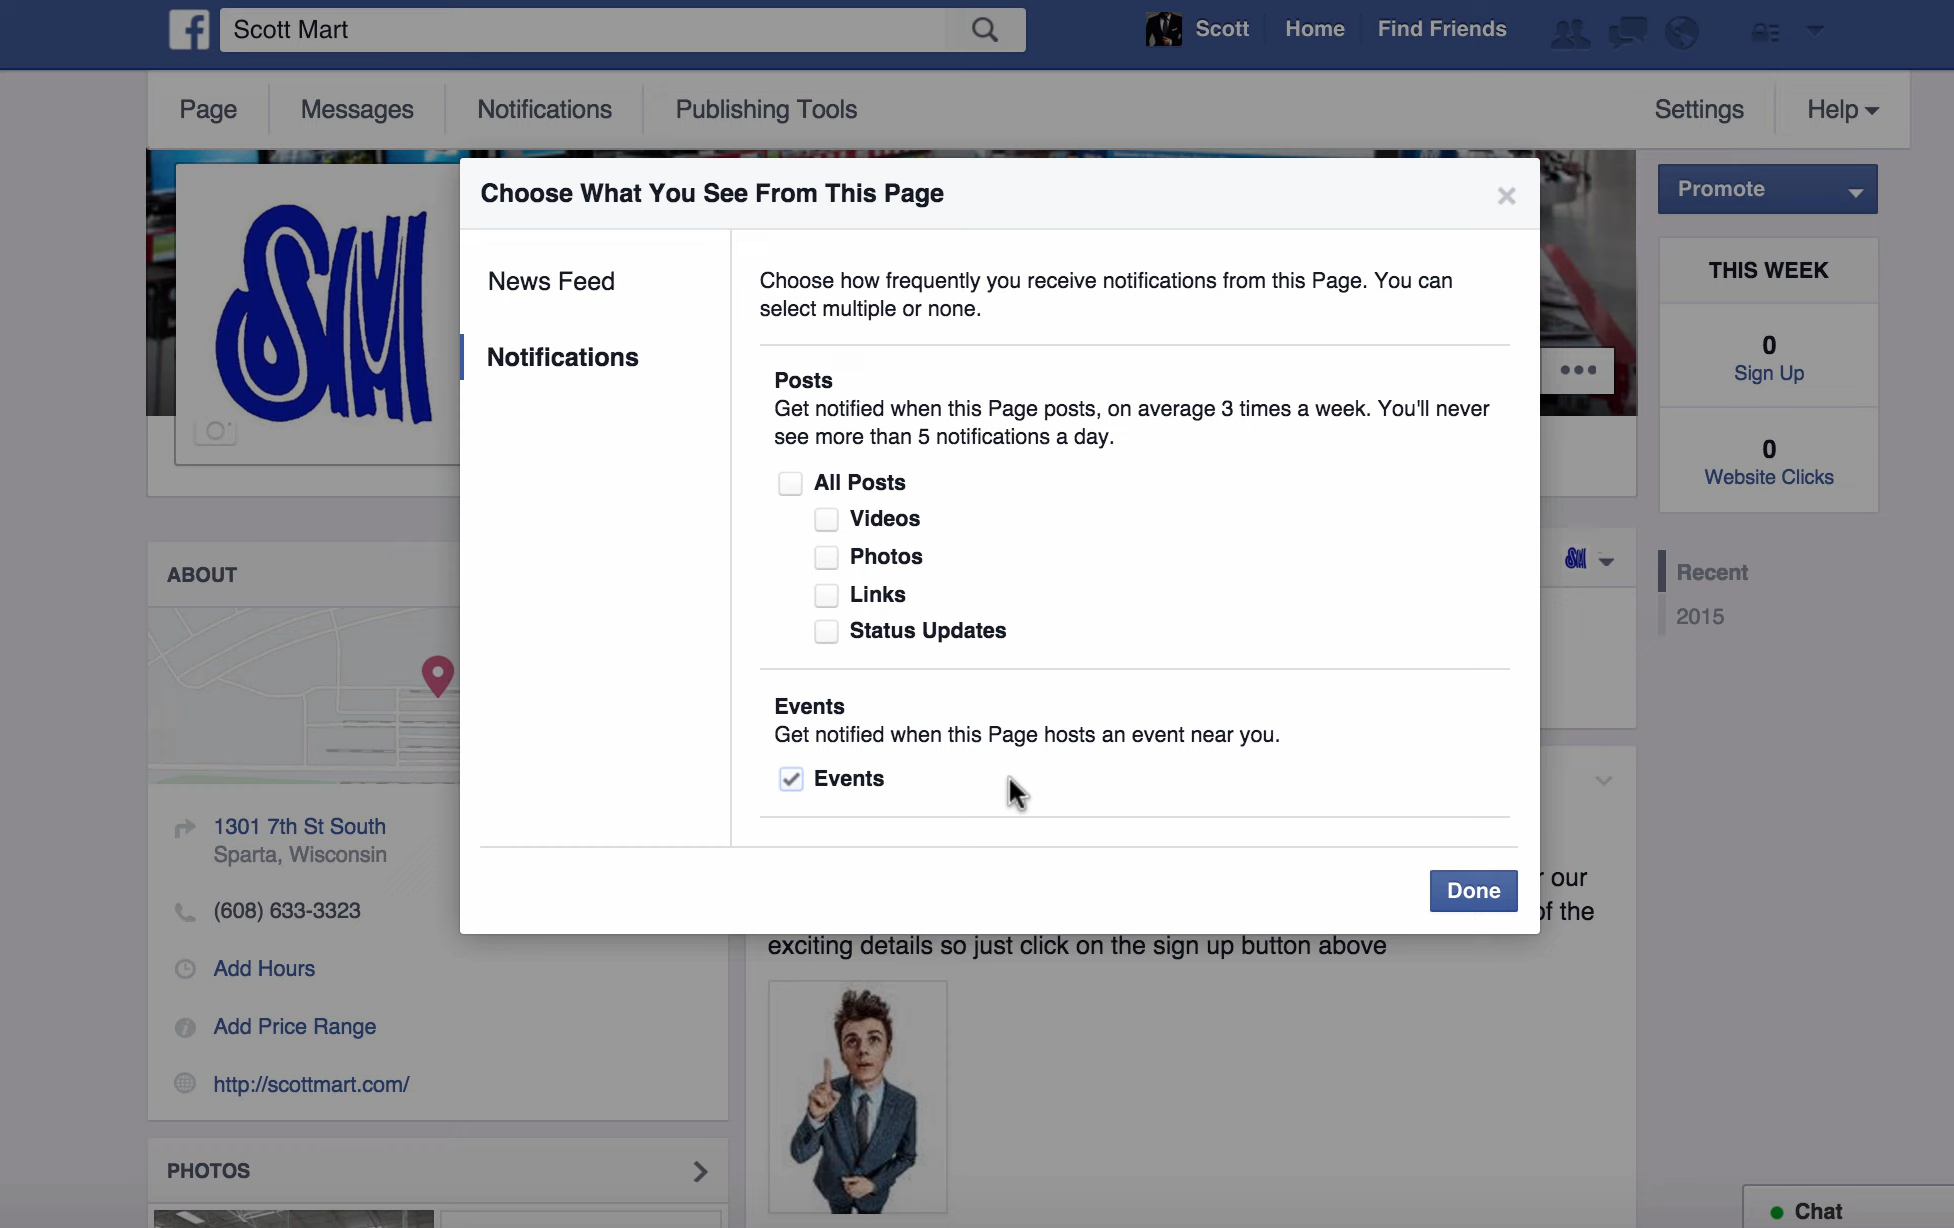 Scott Mart
Scott
Home
Find Friends
Page
Messages
Notifications
Publishing Tools
Settings
Help
SM
Promote
THIS WEEK
0
Sign Up
0
Website Clicks
Recent
2015
Choose What You See From This Page
News Feed
Notifications
Choose how frequently you receive notifications from this Page. You can
select multiple or none.
Posts
Get notified when this Page posts, on average 3 times a week. You'll never
see more than 5 notifications a day.
All Posts
Videos
Photos
Links
Status Updates
Events
Get notified when this Page hosts an event near you.
Events
Done
SM
ABOUT
1301 7th St South
Sparta, Wisconsin
(608) 633-3323
Add Hours
Add Price Range
http://scottmart.com/
PHOTOS
our
of the
exciting details so just click on the sign up button above
Chat